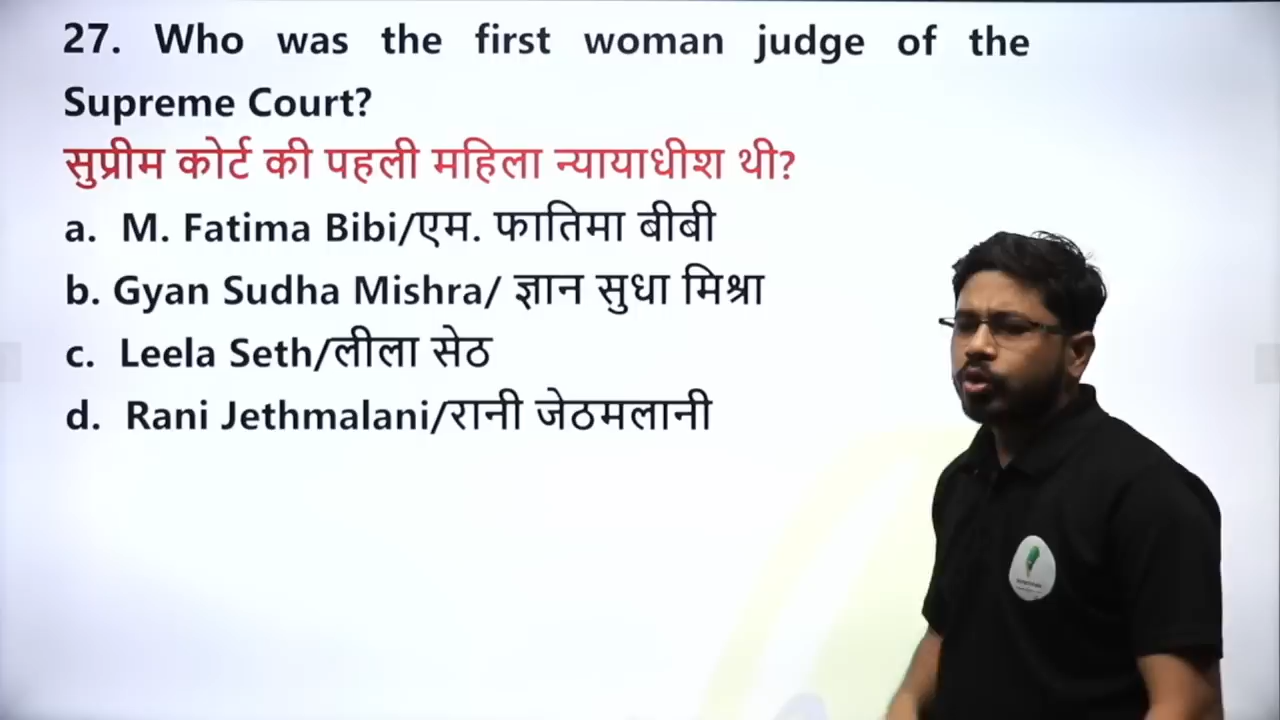 27. Who was the first woman judge of the
Supreme Court?
सुप्रीम कोर्ट की पहली महिला न्यायाधीश थी?
a. M. Fatima Bibi/एम. फातिमा बीबी
b. Gyan Sudha Mishra/ ज्ञान सुधा मिश्रा
c. Leela Seth/लीला सेठ
d. Rani Jethmalani/रानी जेठमलानी